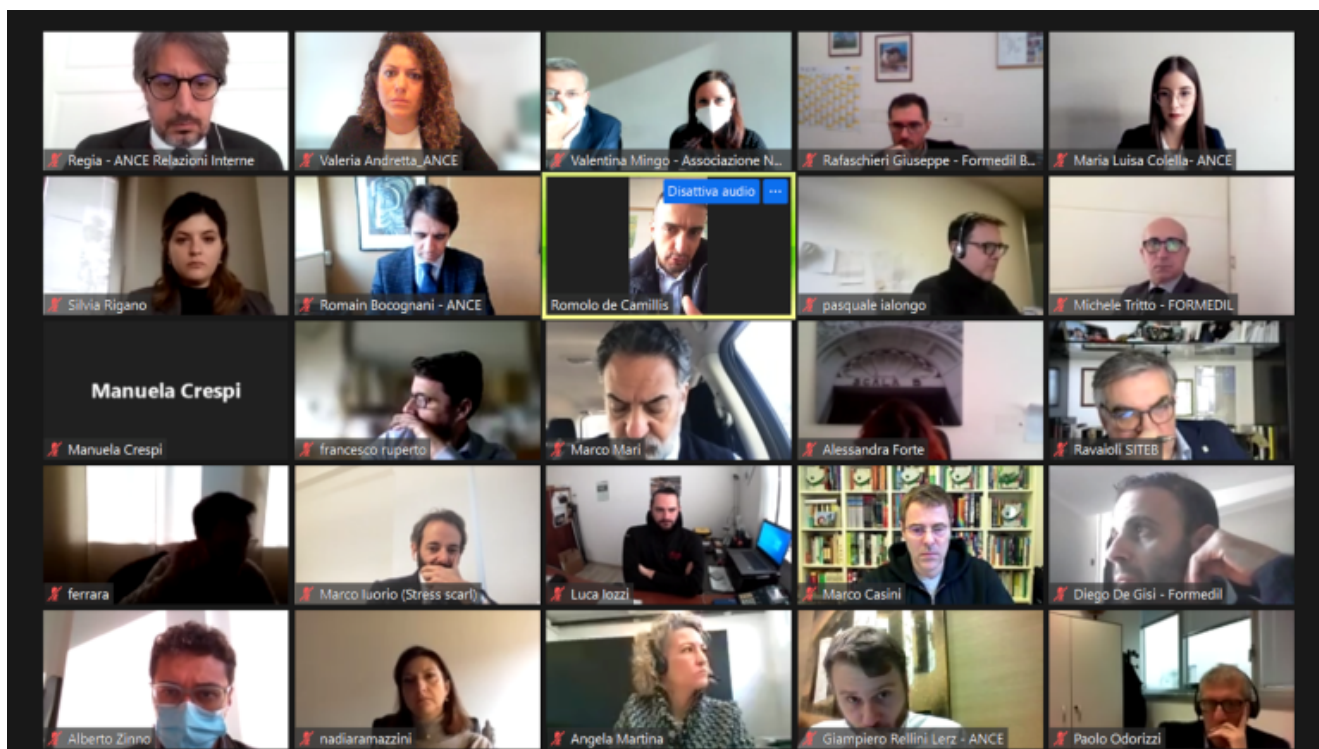 Regia - ANCE Relazioni Interne
Valeria Andretta_ANCE
Valentina Mingo - Associazione N...
Rafaschieri Giuseppe - Formedil B...
Maria Luisa Colella- ANCE
Silvia Rigano
Romain Bocognani - ANCE
Disattiva audio ...
Romolo de Camillis
pasquale ialongo
Michele Tritto - FORMEDIL
Manuela Crespi
Manuela Crespi
francesco ruperto
Marco Mari
SCALA B
Alessandra Forte
Ravaioli SITEB
ferrara
Marco Iuorio (Stress scarl)
Luca Iozzi
Marco Casini
Diego De Gisi - Formedil
Alberto Zinno
nadiaramazzini
Angela Martina
Giampiero Rellini Lerz - ANCE
Paolo Odorizzi